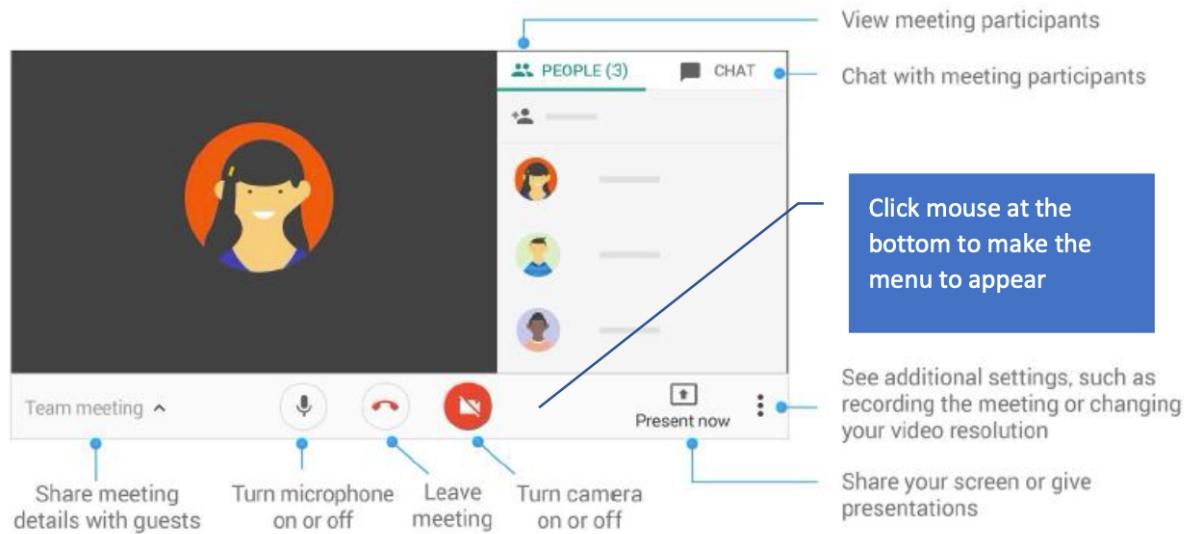 View meeting participants
PEOPLE (3)
CHAT
Chat with meeting participants
Click mouse at the
bottom to make the
menu to appear
Team meeting
Present now
See additional settings, such as
recording the meeting or changing
your video resolution
Share your screen or give
presentations
Share meeting
details with guests
Turn microphone
on or off
Leave
meeting
Turn camera
on or off